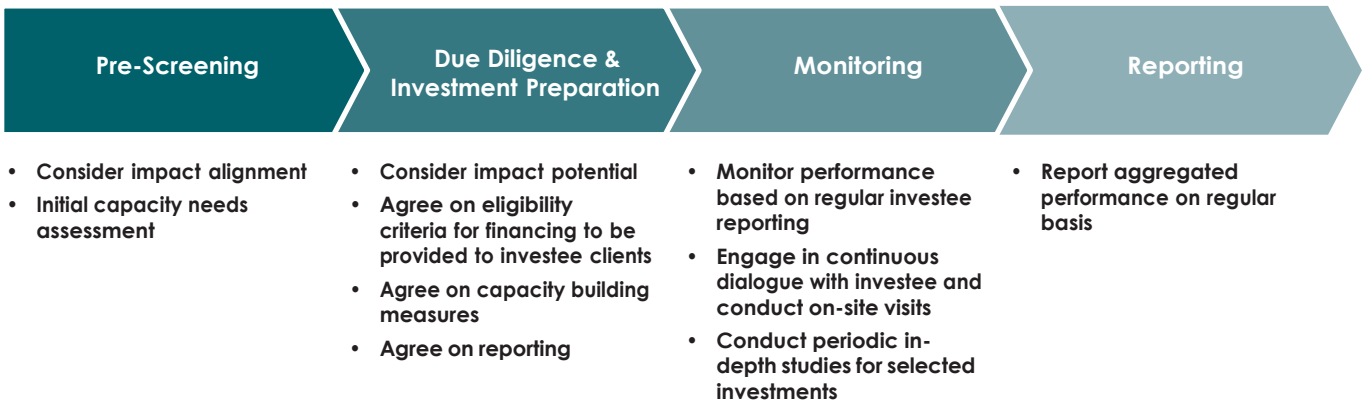 Pre-Screening
Due Diligence &
Investment Preparation
Monitoring
Reporting
• Consider impact alignment
• Initial capacity needs
assessment
• Consider impact potential
• Agree on eligibility
criteria for financing to be
provided to investee clients
• Agree on capacity building
measures
• Agree on reporting
• Monitor performance
based on regular investee
reporting
• Engage in continuous
dialogue with investee and
conduct on-site visits
• Conduct periodic in-
depth studies for selected
investments
• Report aggregated
performance on regular
basis